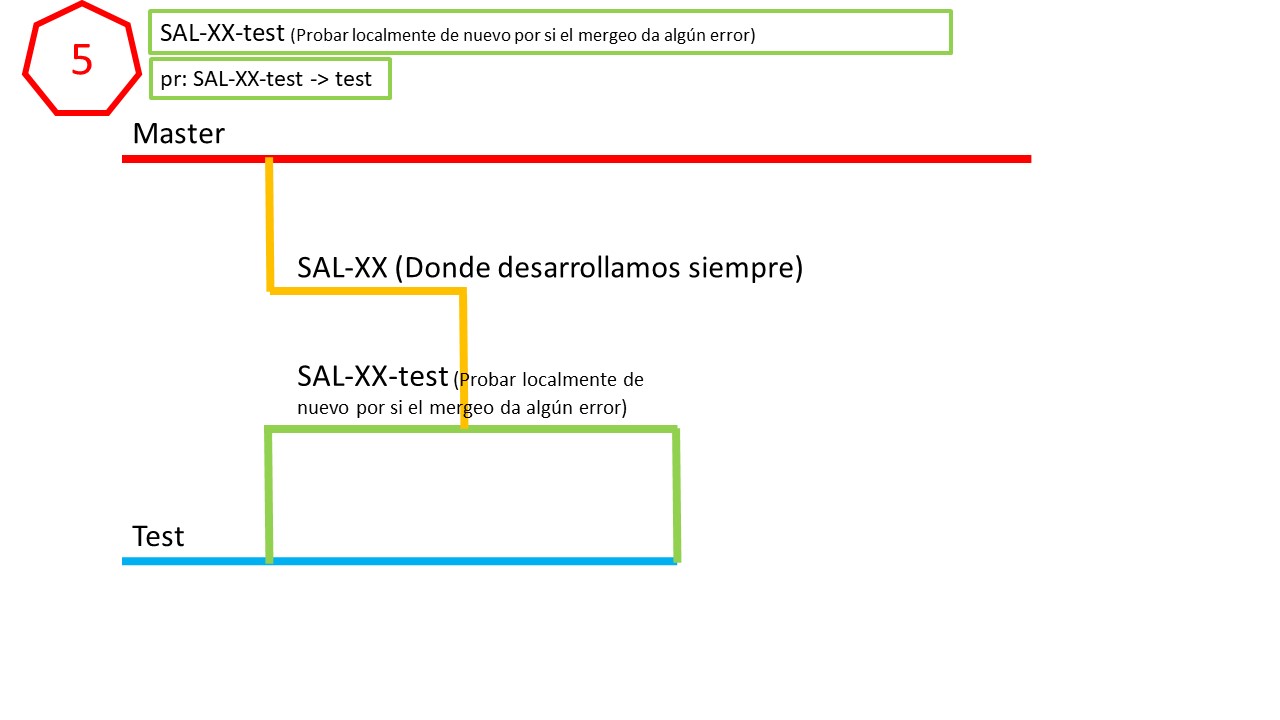 5
SAL-XX-test (Probar localmente de nuevo por si el mergeo da algún error)
pr: SAL-XX-test -> test
Master
SAL-XX (Donde desarrollamos siempre)
SAL-XX-test (Probar localmente de
nuevo por si el mergeo da algún error)
Test